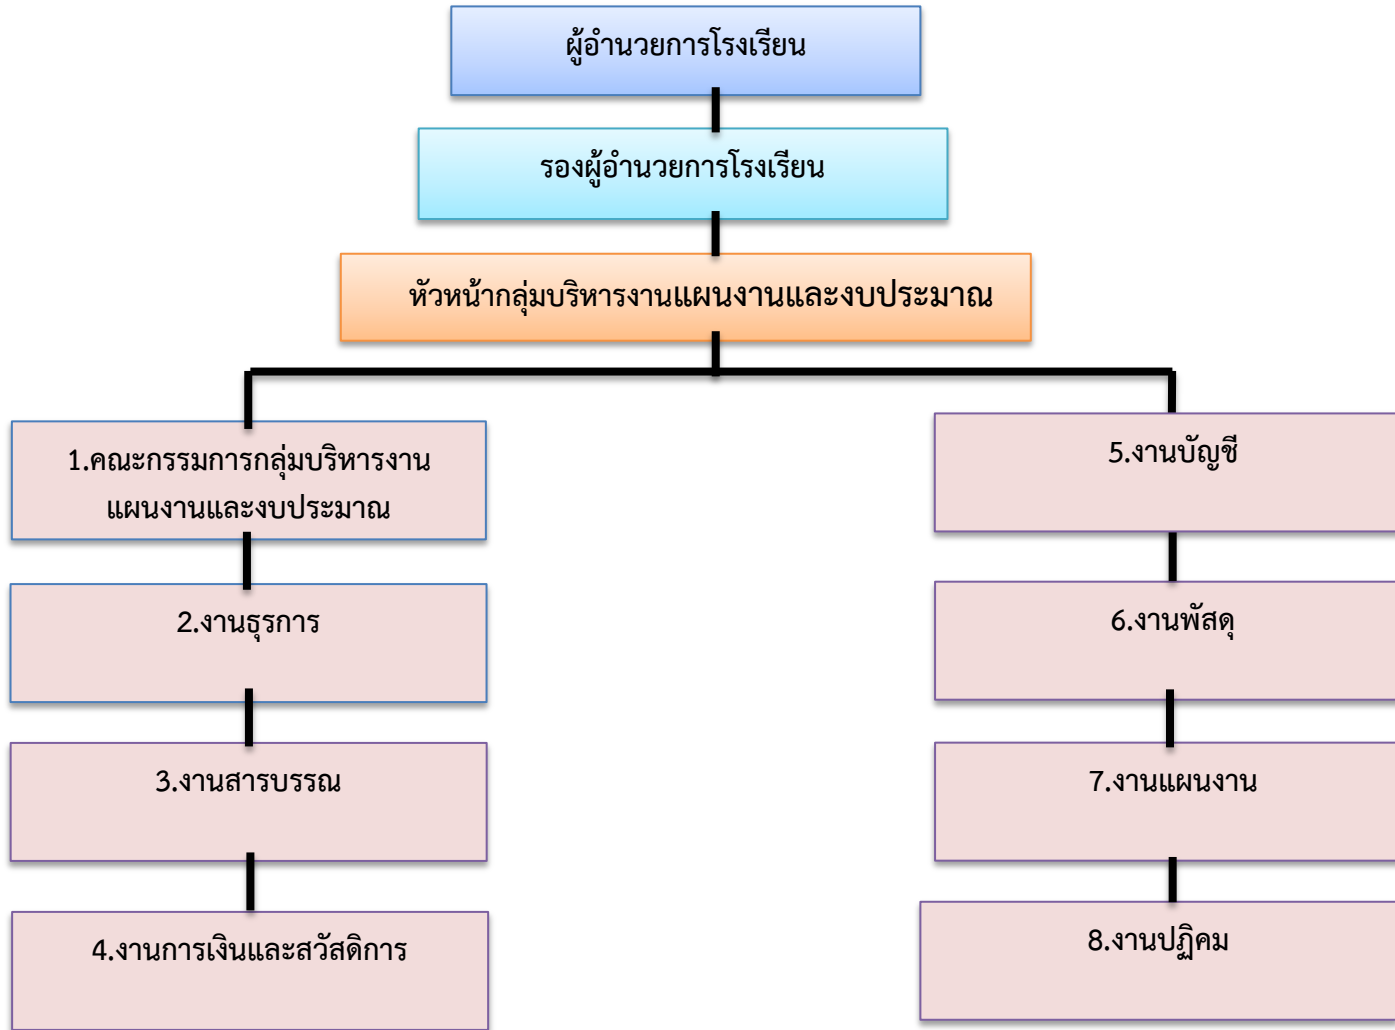 ผู้อำนวยการโรงเรียน
รองผู้อำนวยการโรงเรียน
หัวหน้ากลุ่มบริหารงานแผนงานและงบประมาณ
1.คณะกรรมการกลุ่มบริหารงาน
แผนงานและงบประมาณ
2.งานธุรการ
3.งานสารบรรณ
4.งานการเงินและสวัสดิการ
5.งานบัญชี
6.งานพัสดุ
7.งานแผนงาน
8.งานปฏิคม